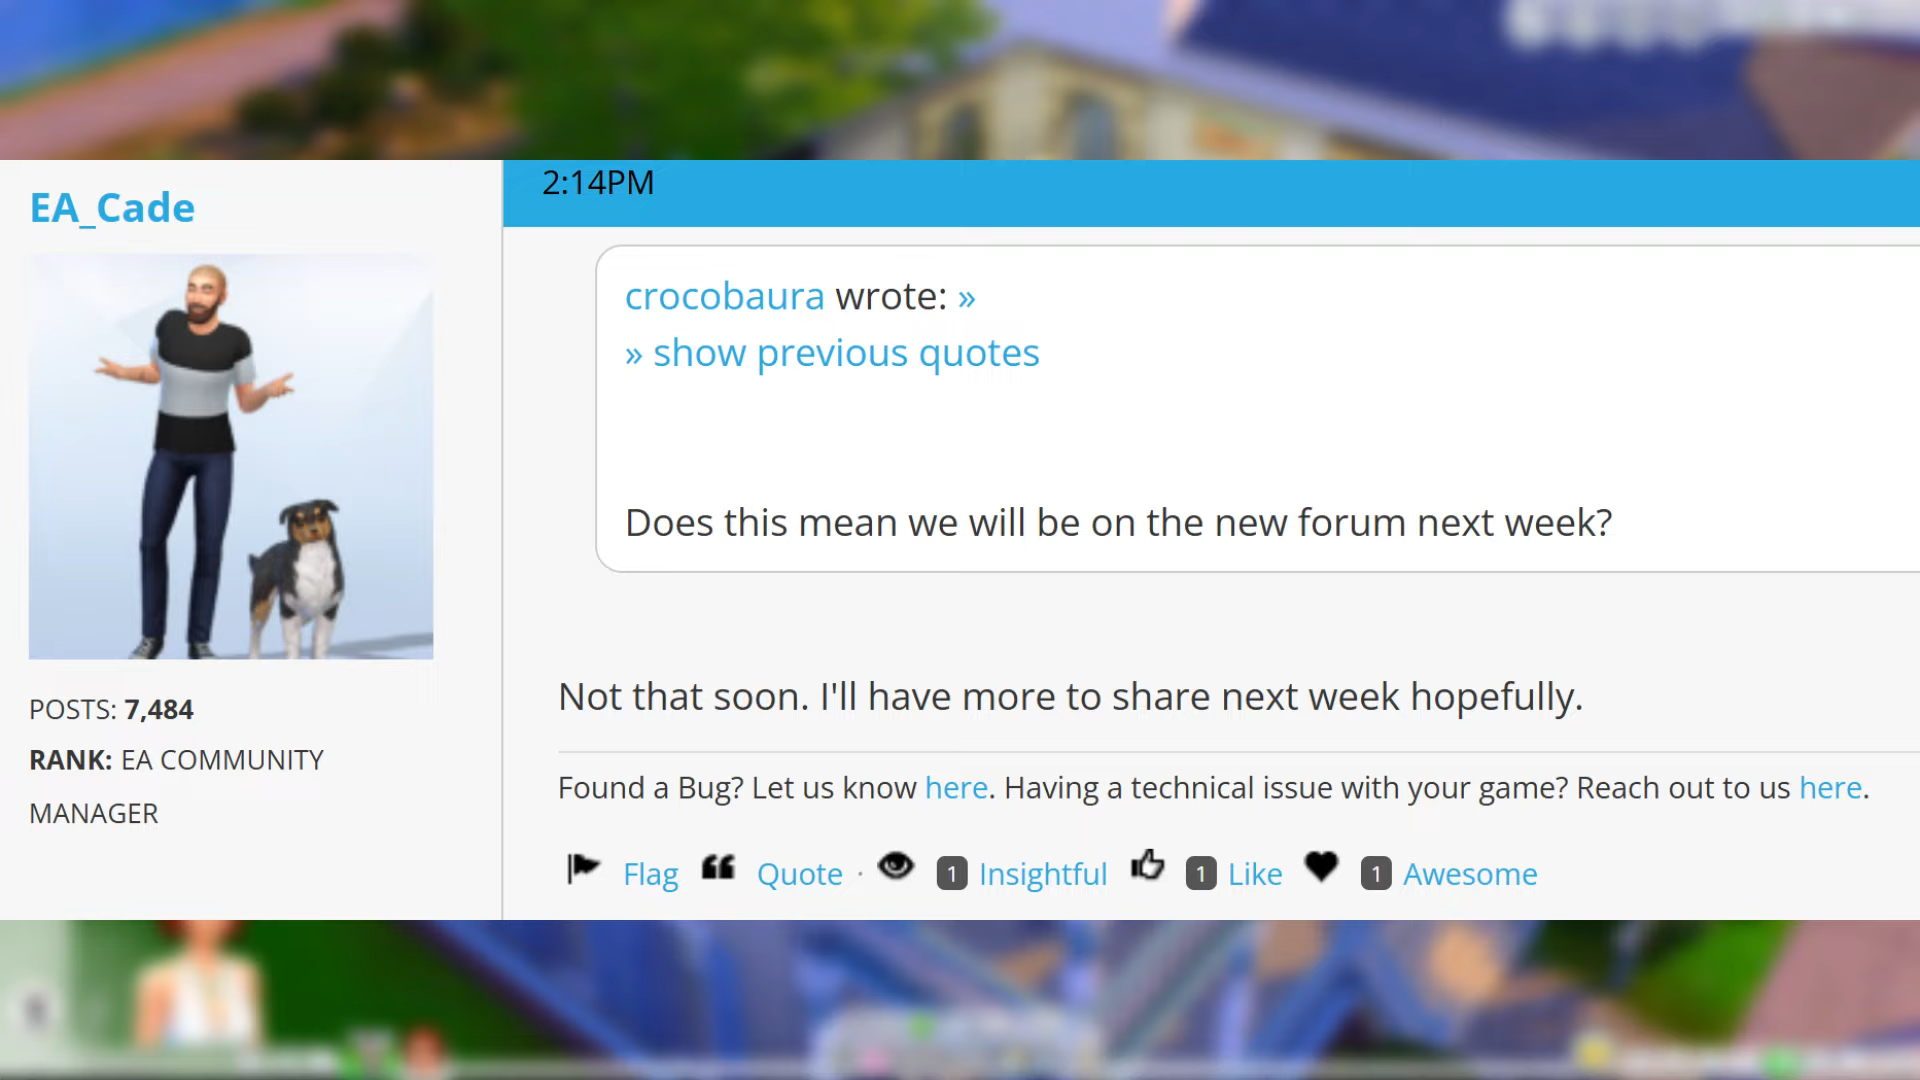 EA_Cade
2:14PM
crocobaura wrote: »
» show previous quotes
Does this mean we will be on the new forum next week?
Not that soon. I'll have more to share next week hopefully.
POSTS: 7,484
RANK: EA COMMUNITY
MANAGER
Found a Bug? Let us know here. Having a technical issue with your game? Reach out to us here.
Flag Quote · 1 Insightful 1 Like 1 Awesome